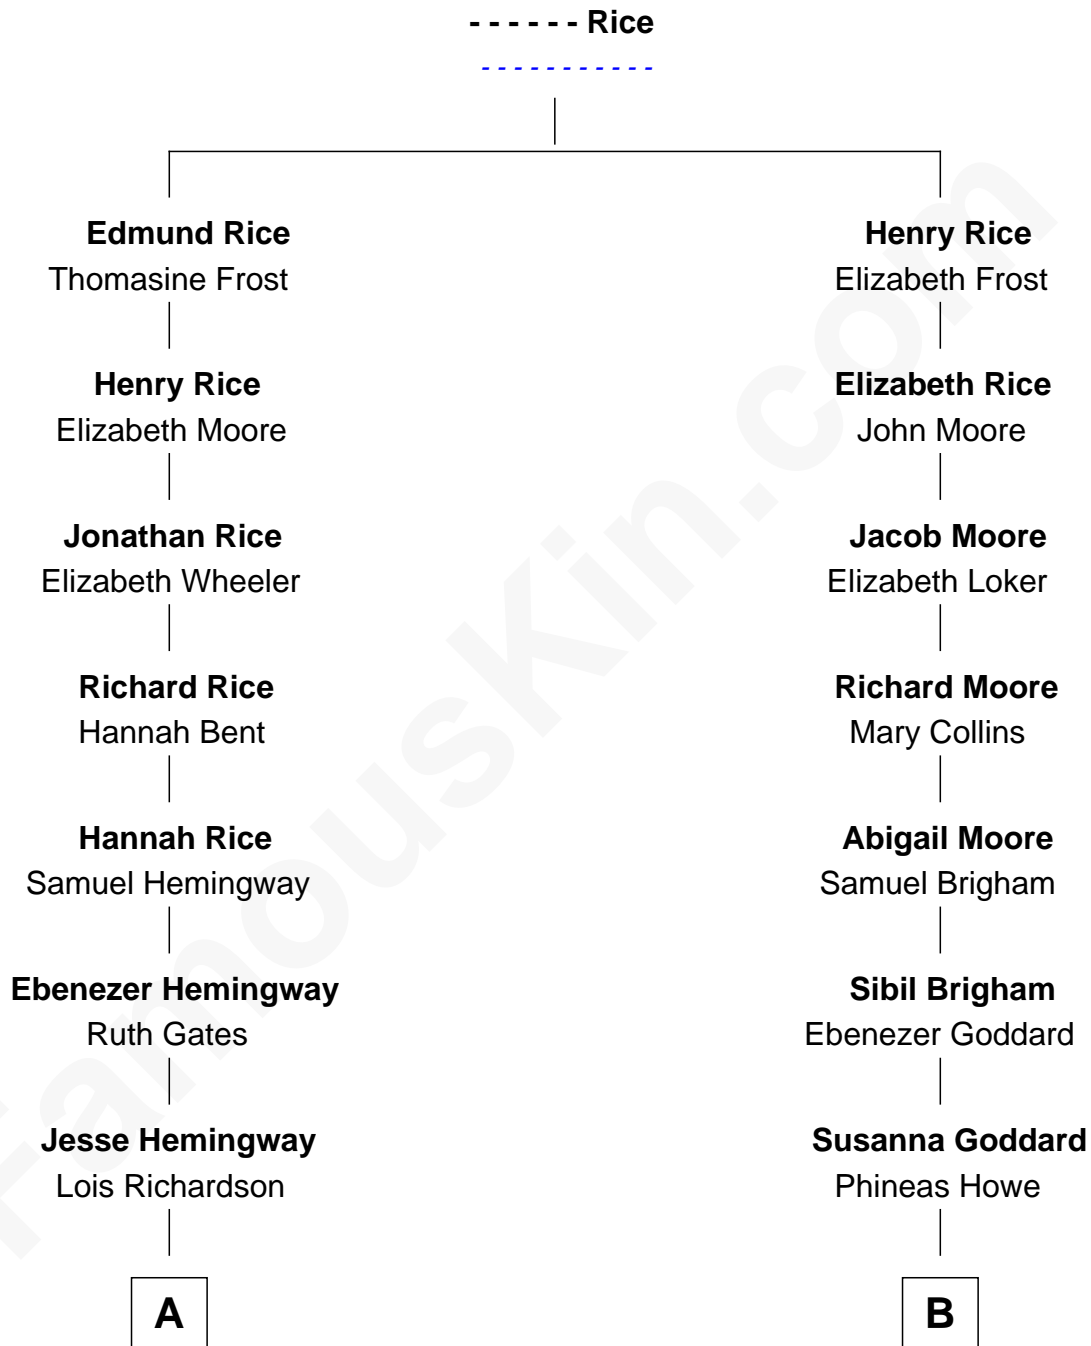 - - - - - - Rice
- - - - - - - - - - -
Edmund Rice
Thomasine Frost
Henry Rice
Elizabeth Frost
Henry Rice
Elizabeth Moore
Elizabeth Rice
John Moore
Jonathan Rice
Elizabeth Wheeler
Jacob Moore
Elizabeth Loker
Richard Rice
Hannah Bent
Richard Moore
Mary Collins
Hannah Rice
Samuel Hemingway
Abigail Moore
Samuel Brigham
Ebenezer Hemingway
Ruth Gates
Sibil Brigham
Ebenezer Goddard
Jesse Hemingway
Lois Richardson
Susanna Goddard
Phineas Howe
A
B
FamousKin.com